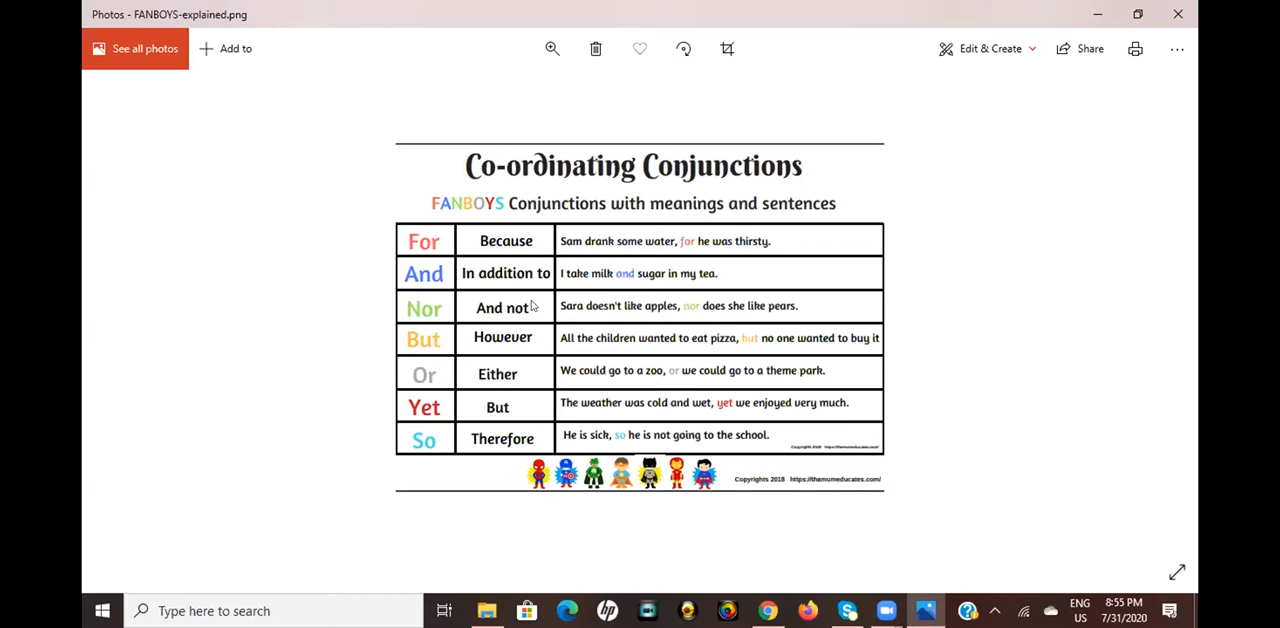 Photos - FANBOYS-explained.png
See all photos
Add to
Edit & Create
Share
Co-ordinating Conjunctions
FANBOYS Conjunctions with meanings and sentences
For Because Sam drank some water, for he was thirsty.
And In addition to I take milk and sugar in my tea.
Nor And not Sara doesn't like apples, nor does she like pears.
But However All the children wanted to eat pizza, but no one wanted to buy it
Or Either We could go to a zoo, or we could go to a theme park.
Yet But The weather was cold and wet, yet we enjoyed very much.
So Therefore He is sick, so he is not going to the school.
Copyrights 2018 https://themumeducates.com/
Copyrights 2018 https://themumeducates.com/
Type here to search
hp
ENG
US
8:55 PM
7/31/2020